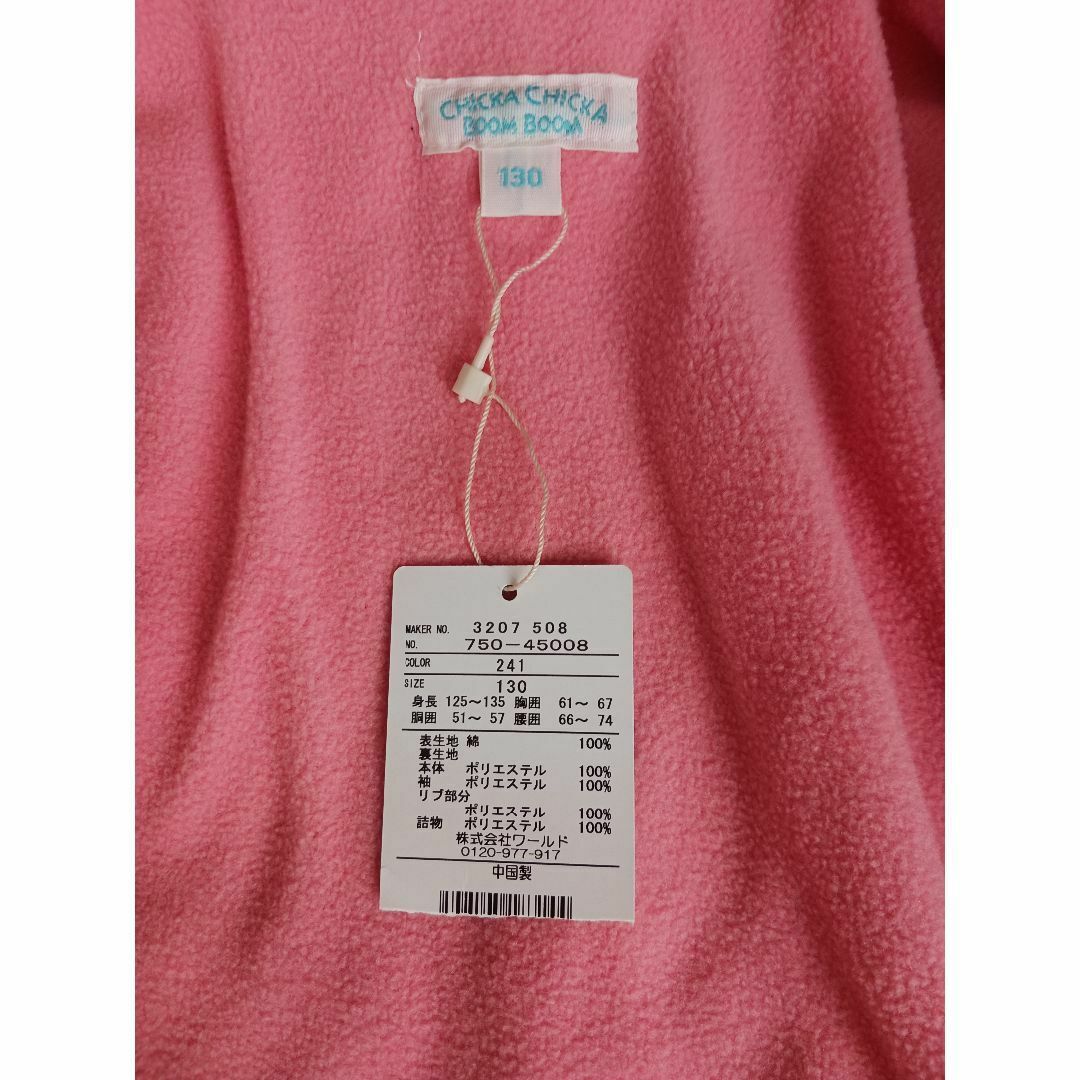 CHICKA CHICKA
BOOM BOOM
130
MAKER NO. 3207 508
NO. 750-45008
COLOR 241
SIZE 130
身長 125～135 胸囲 61～ 67
胴囲 51～ 57 腰囲 66～ 74
表生地 綿 100%
裏生地
本体 ポリエステル 100%
袖 ポリエステル 100%
リブ部分
ポリエステル 100%
詰物 ポリエステル 100%
株式会社ワールド
0120-977-917
中国製